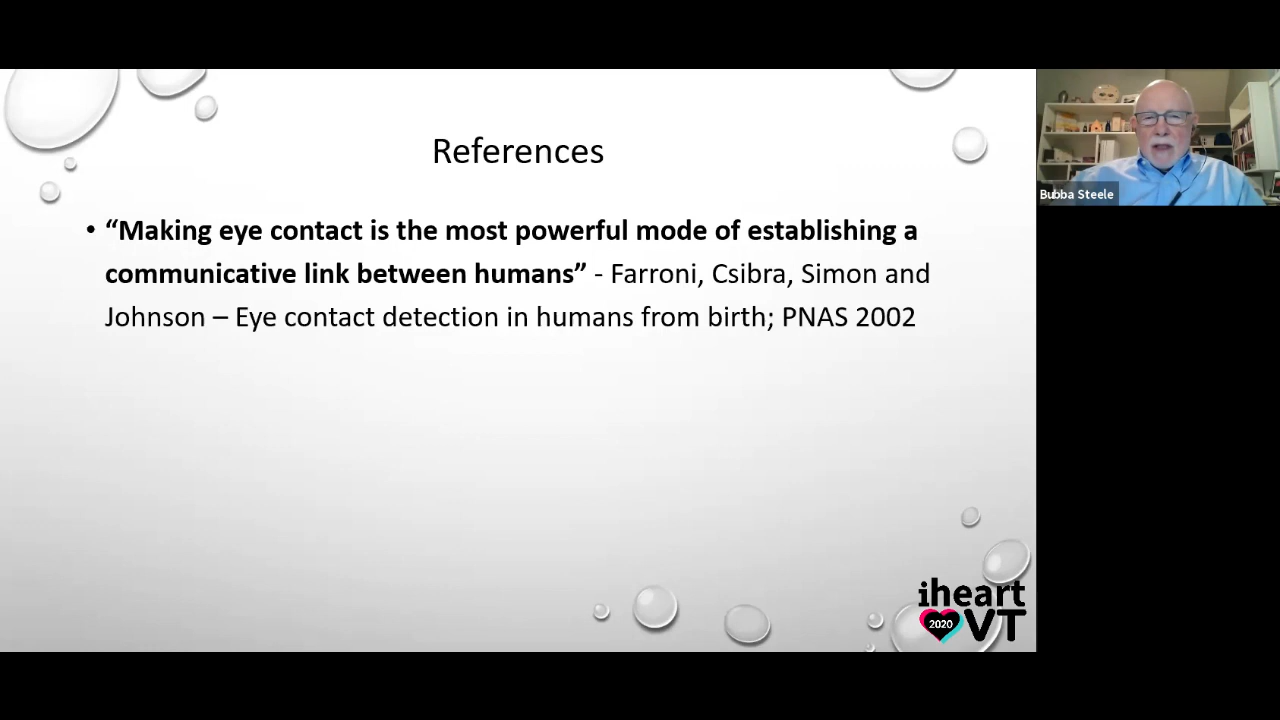 References
• “Making eye contact is the most powerful mode of establishing a
communicative link between humans” - Farroni, Csibra, Simon and
Johnson – Eye contact detection in humans from birth; PNAS 2002
Bubba Steele
iheart
2020 VT